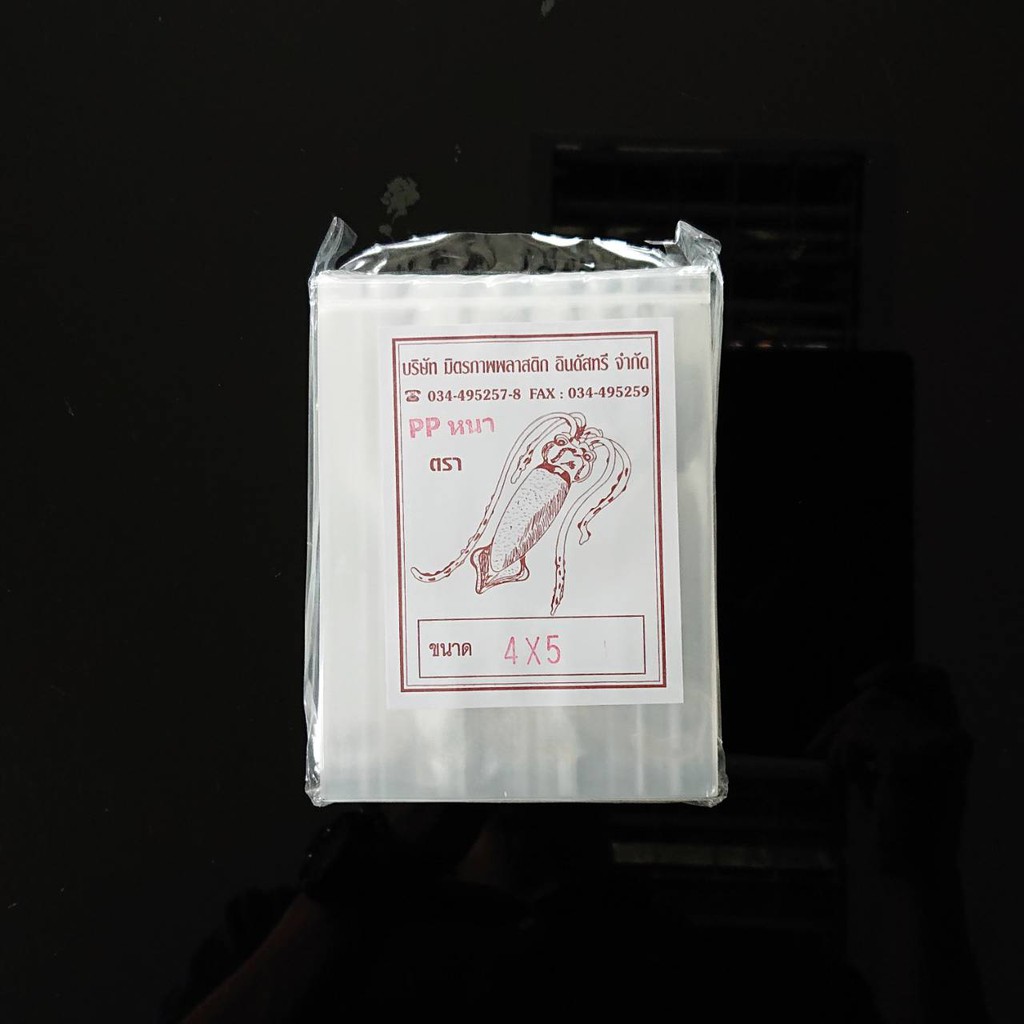 บริษัท มิตรภาพพลาสติก อินดัสทรี จำกัด
☎ 034-495257-8 FAX : 034-495259
PP หนา
ตรา
ขนาด 4X5